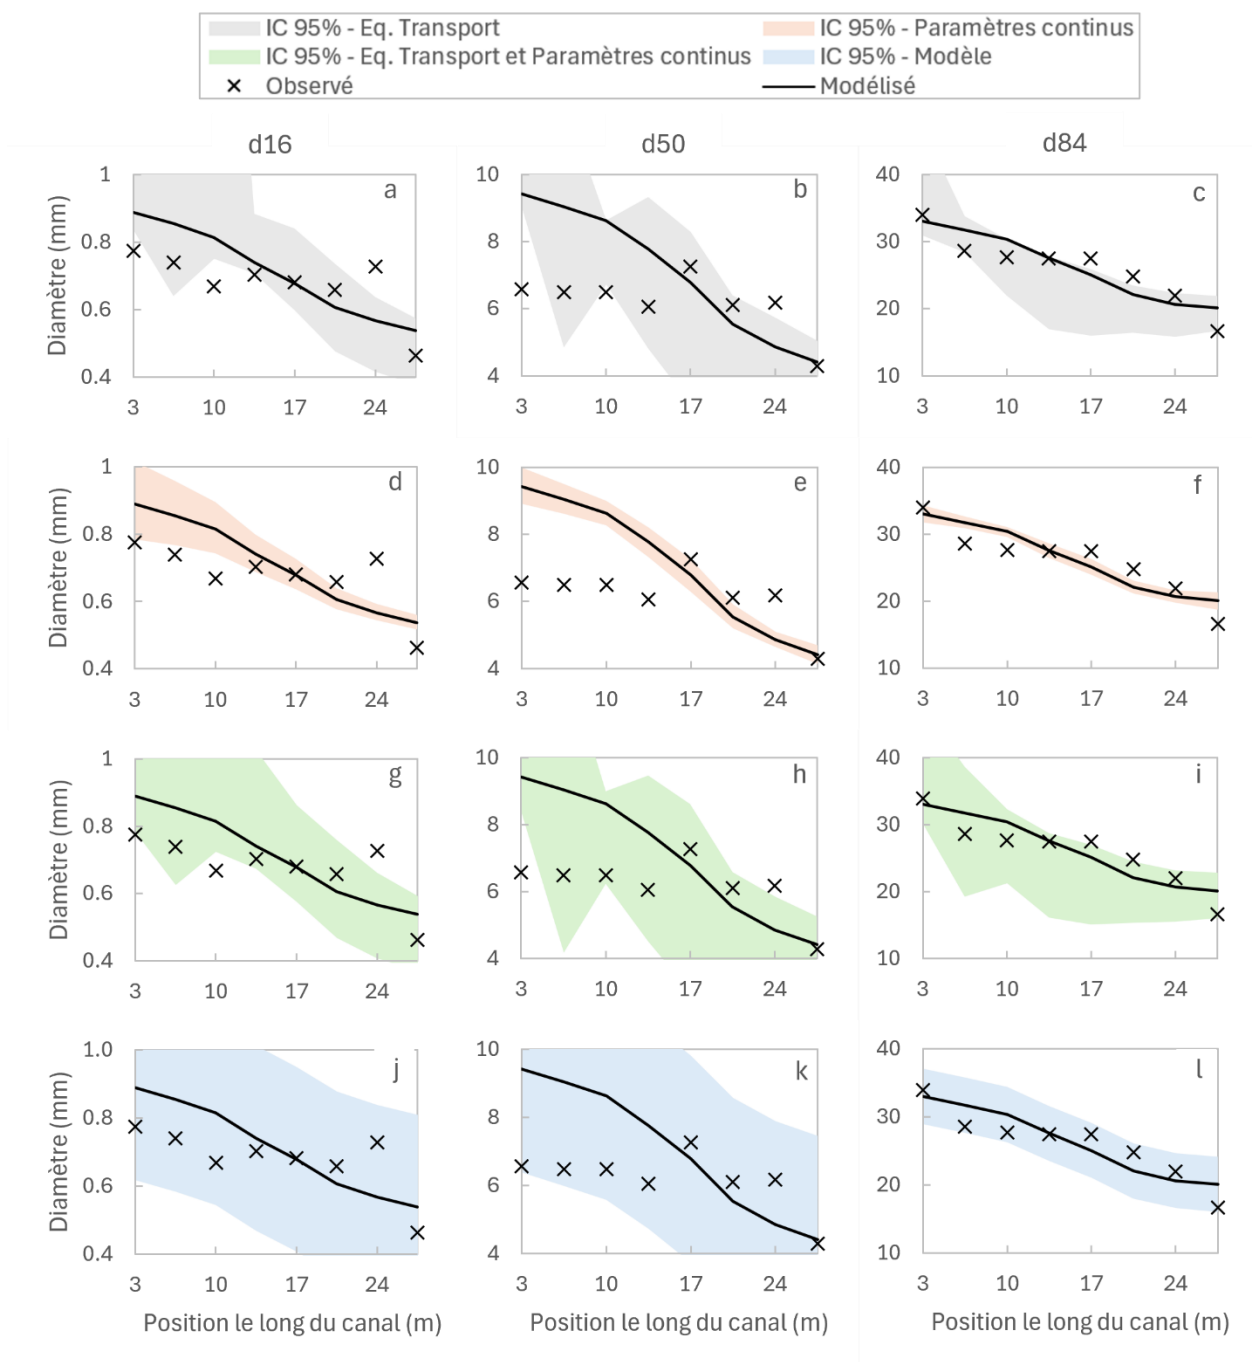 IC 95% - Eq. Transport IC 95% - Paramètres continus
IC 95% - Eq. Transport et Paramètres continus IC 95% - Modèle
Observé Modélisé
d16 d50 d84
Diamètre (mm)
1
0.8
0.6
0.4
a
3 10 17 24
10
8
6
4
b
3 10 17 24
40
30
20
10
c
3 10 17 24
Diamètre (mm)
1
0.8
0.6
0.4
d
3 10 17 24
10
8
6
4
e
3 10 17 24
40
30
20
10
f
3 10 17 24
Diamètre (mm)
1
0.8
0.6
0.4
g
3 10 17 24
10
8
6
4
h
3 10 17 24
40
30
20
10
i
3 10 17 24
Diamètre (mm)
1.0
0.8
0.6
0.4
j
3 10 17 24
Position le long du canal (m)
10
8
6
4
k
3 10 17 24
Position le long du canal (m)
40
30
20
10
l
3 10 17 24
Position le long du canal (m)